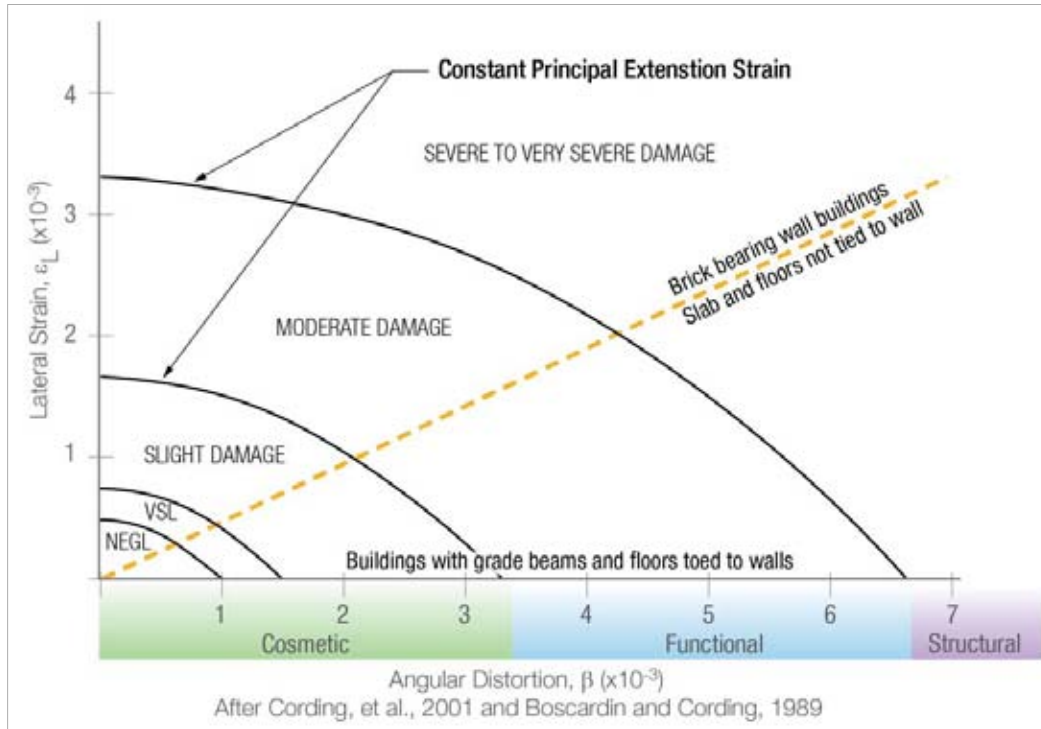 Constant Principal Extenstion Strain
SEVERE TO VERY SEVERE DAMAGE
4
3
2
1
Lateral Strain, εL (x10-3)
Brick bearing wall buildings
Slab and floors not tied to wall
MODERATE DAMAGE
SLIGHT DAMAGE
VSL
NEGL
Buildings with grade beams and floors toed to walls
1 2 3 4 5 6 7
Cosmetic Functional Structural
Angular Distortion, β (x10-3)
After Cording, et al., 2001 and Boscardin and Cording, 1989